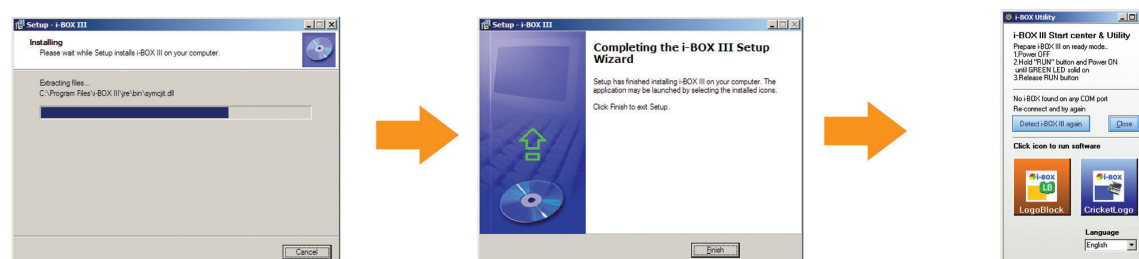 Setup - i-BOX III
Installing
Please wait while Setup installs i-BOX III on your computer.
Extracting files...
C:\Program Files\i-BOX III\jre\bin\symcjit.dll
Cancel
Setup - i-BOX III
Completing the i-BOX III Setup
Wizard
Setup has finished installing i-BOX III on your computer. The
application may be launched by selecting the installed icons.
Click Finish to exit Setup.
Finish
i-BOX Utility
i-BOX III Start center & Utility
Prepare i-BOX III on ready mode..
1.Power OFF
2.Hold "RUN" button and Power ON
until GREEN LED solid on
3.Release RUN button
No i-BOX found on any COM port
Re-connect and try again
Detect i-BOX III again
Close
Click icon to run software
i-BOX
LB
LogoBlock
i-BOX
CricketLogo
Language
English